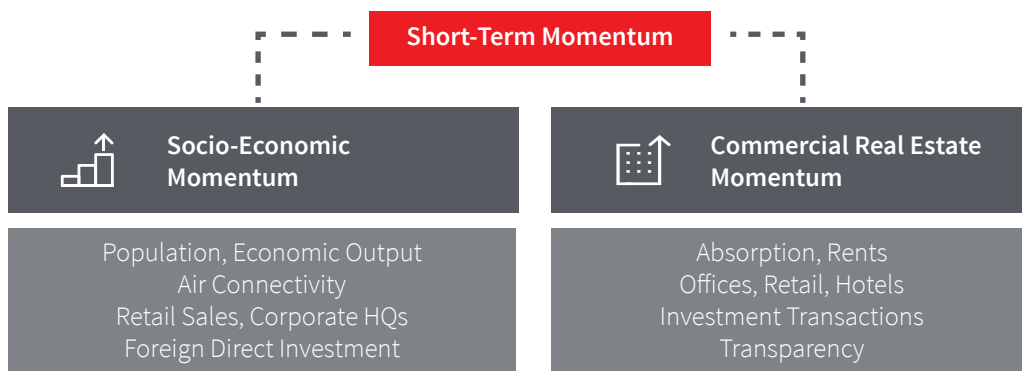 Short-Term Momentum
Socio-Economic
Momentum
Population, Economic Output
Air Connectivity
Retail Sales, Corporate HQs
Foreign Direct Investment
Commercial Real Estate
Momentum
Absorption, Rents
Offices, Retail, Hotels
Investment Transactions
Transparency